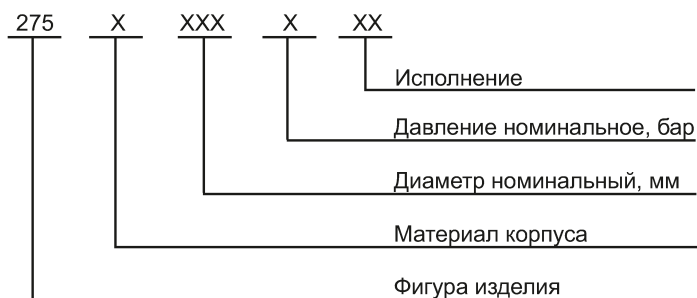 275 X XXX X XX
Исполнение
Давление номинальное, бар
Диаметр номинальный, мм
Материал корпуса
Фигура изделия